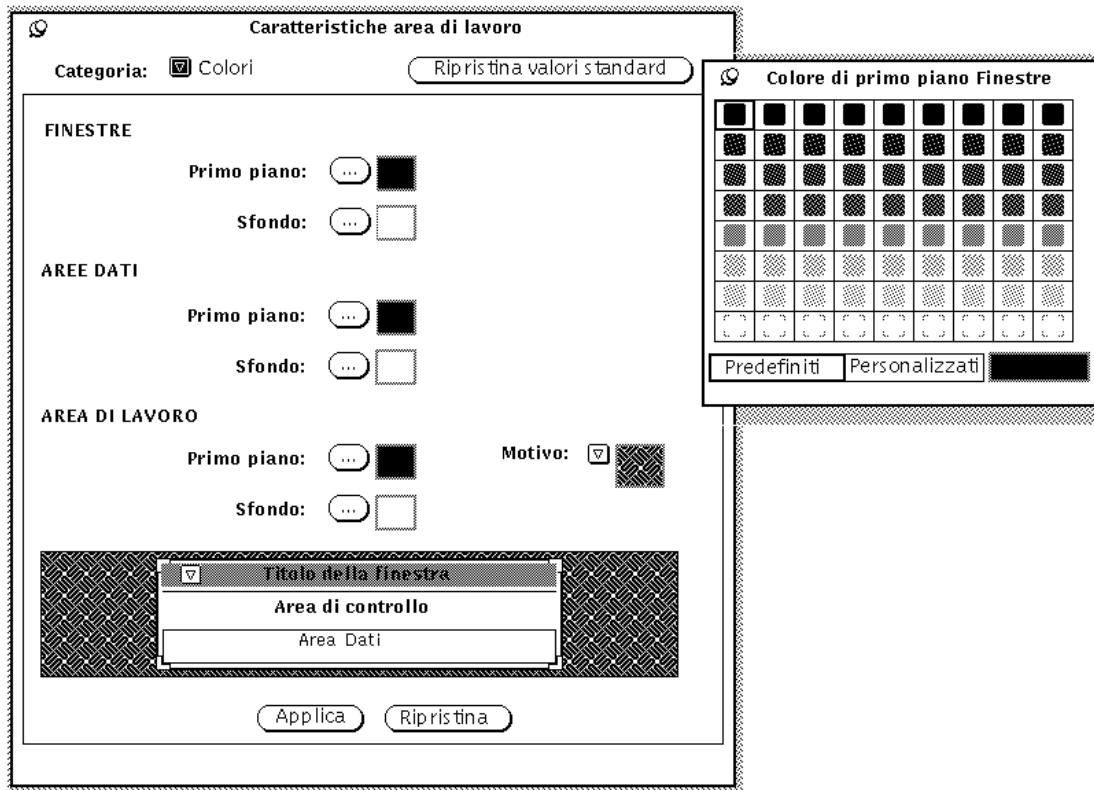 Caratteristiche area di lavoro
Categoria: Colori Ripristina valori standard
FINESTRE
Primo piano: ...
Sfondo: ...
AREE DATI
Primo piano: ...
Sfondo: ...
AREA DI LAVORO
Primo piano: ... Motivo:
Sfondo: ...
Titolo della finestra
Area di controllo
Area Dati
Applica Ripristina
Colore di primo piano Finestre
Predefiniti Personalizzati